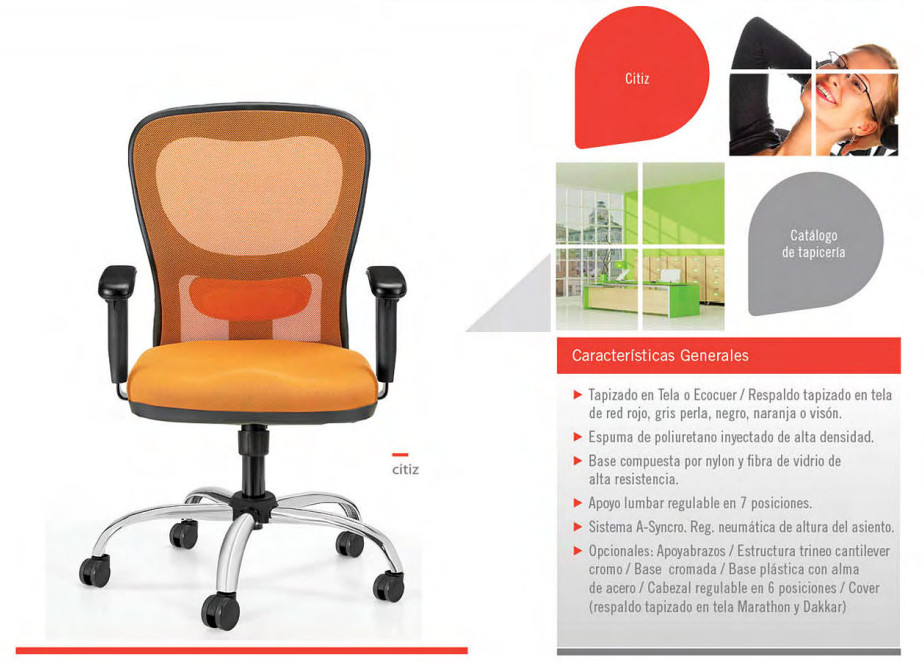 Citiz
Catálogo
de tapicería
citiz
Características Generales
► Tapizado en Tela o Ecocuer / Respaldo tapizado en tela
de red rojo, gris perla, negro, naranja o visón.
► Espuma de poliuretano inyectado de alta densidad.
► Base compuesta por nylon y fibra de vidrio de
alta resistencia.
► Apoyo lumbar regulable en 7 posiciones.
► Sistema A-Syncro. Reg. neumática de altura del asiento.
► Opcionales: Apoyabrazos / Estructura trineo cantilever
cromo / Base cromada / Base plástica con alma
de acero / Cabezal regulable en 6 posiciones / Cover
(respaldo tapizado en tela Marathon y Dakkar)